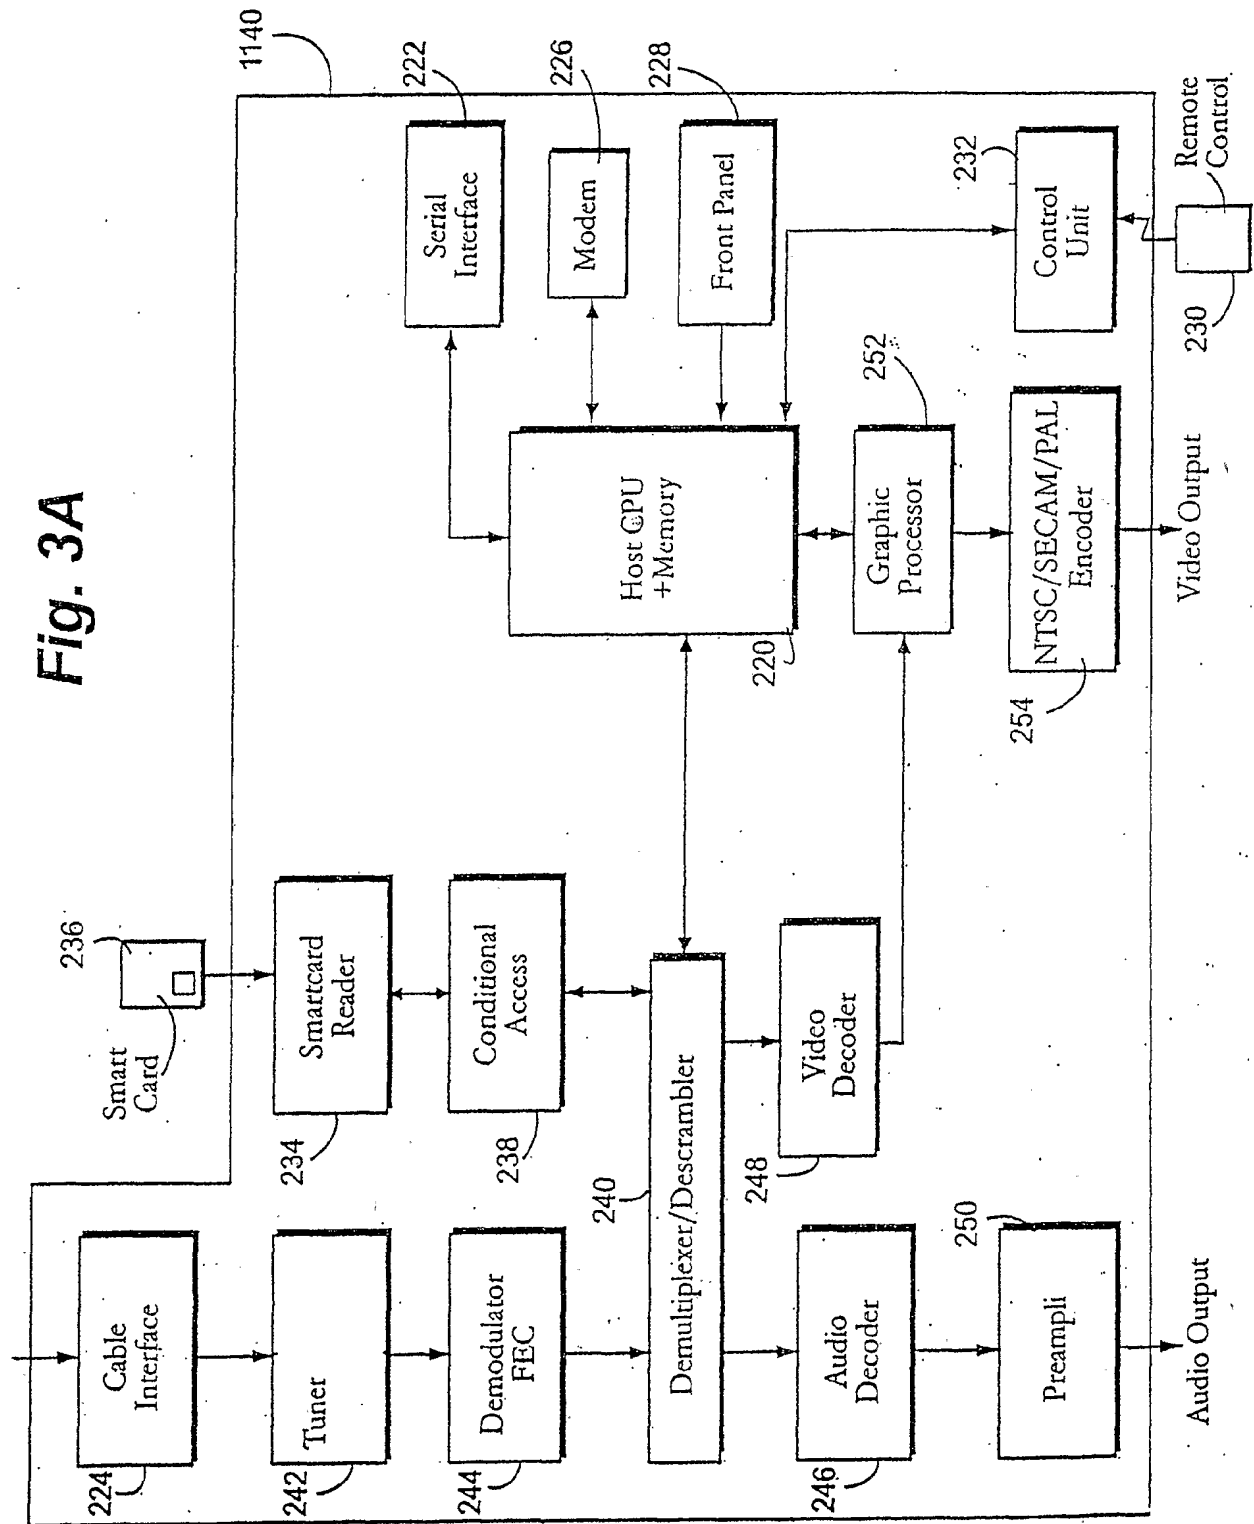 Fig. 3A
1140
222
Serial
Interface
226
Modem
228
Front Panel
232
Control
Unit
Remote
Control
230
Host CPU
+Memory
220
252
Graphic
Processor
NTSC/SECAM/PAL
Encoder
254
Video Output
236
Smart
Card
Smartcard
Reader
234
Conditional
Access
238
240
Demultiplexer/Descrambler
Video
Decoder
248
Cable
Interface
224
Tuner
242
Demodulator
FEC
244
Audio
Decoder
246
250
Preampli
Audio Output